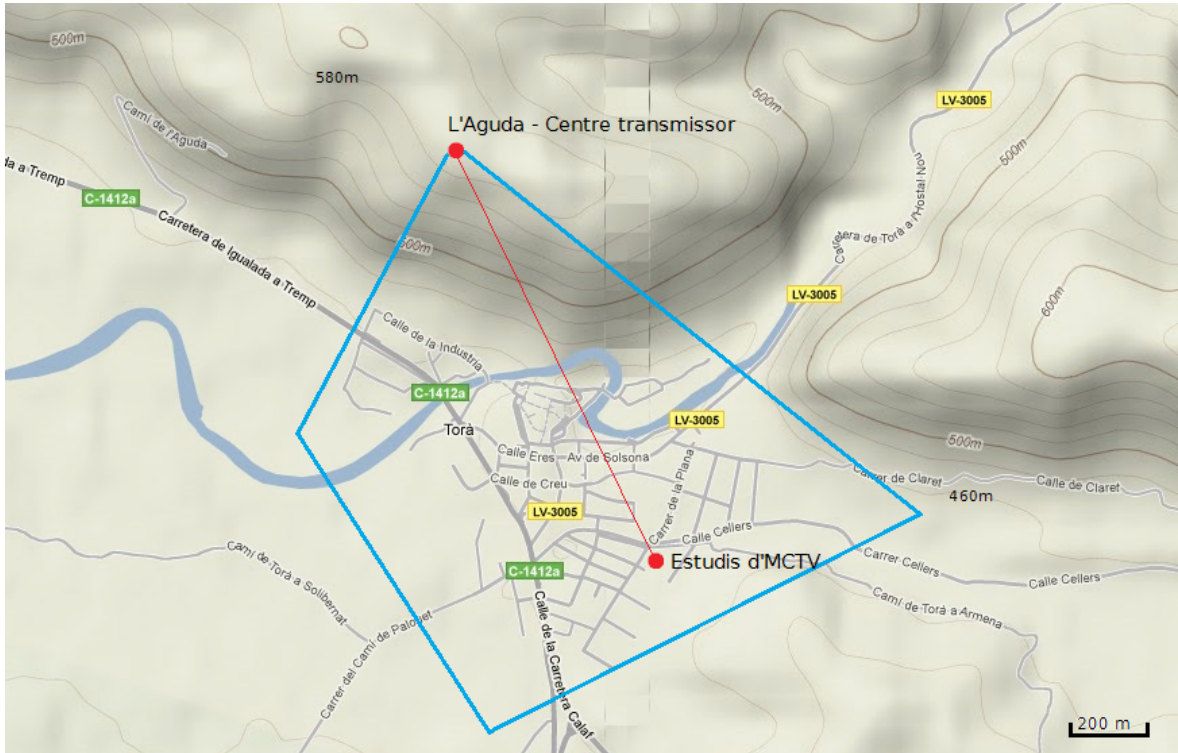 500m
580m
500m
LV-3005
L'Aguda - Centre transmissor
Camí de l'Aguda
500m
da a Tremp
C-1412a
Carretera de Igualada a Tremp
500m
Carretera de Torà a l'Hostal Nou
LV-3005
600m
Calle de la Industria
C-1412a
LV-3005
Torà
500m
Calle Eres
Av de Solsona
Carrer de la Plana
Calle de Creu
Carrer de Claret
Calle de Claret
460m
LV-3005
Calle Cellers
Carrer Cellers
Estudis d'MCTV
C-1412a
Calle Cellers
Camí de Torà a Solibernat
Camí de Torà a Armena
Carrer del Camí de Palouet
Calle de la Carretera Calaf
200 m